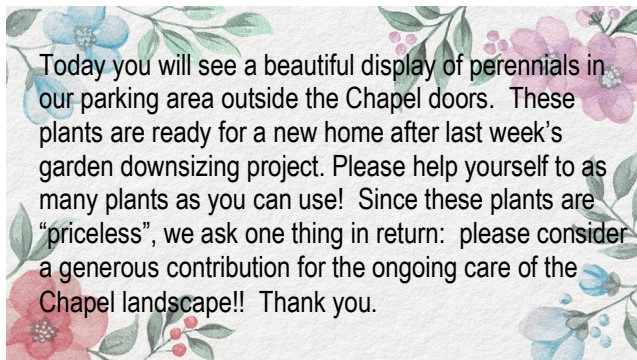 Today you will see a beautiful display of perennials in
our parking area outside the Chapel doors.  These
plants are ready for a new home after last week’s
garden downsizing project. Please help yourself to as
many plants as you can use!  Since these plants are
“priceless”, we ask one thing in return:  please consider
a generous contribution for the ongoing care of the
Chapel landscape!!  Thank you.